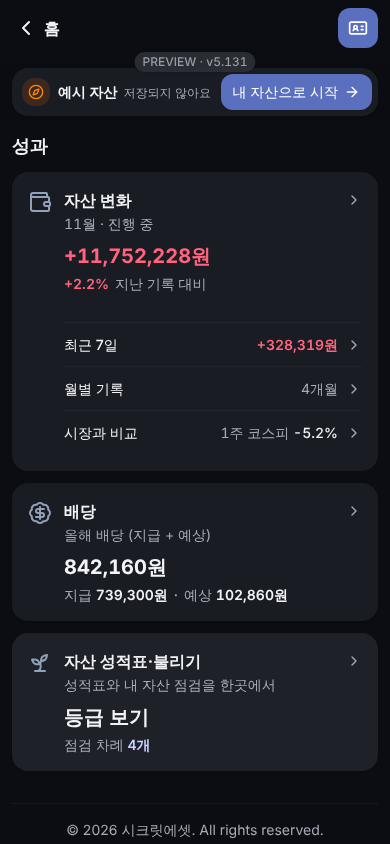 홈
PREVIEW · v5.131
예시 자산 저장되지 않아요 내 자산으로 시작
성과
자산 변화
11월 · 진행 중
+11,752,228원
+2.2% 지난 기록 대비
최근 7일 +328,319원
월별 기록 4개월
시장과 비교 1주 코스피 -5.2%
배당
올해 배당 (지급 + 예상)
842,160원
지급 739,300원 · 예상 102,860원
자산 성적표·불리기
성적표와 내 자산 점검을 한곳에서
등급 보기
점검 차례 4개
© 2026 시크릿에셋. All rights reserved.